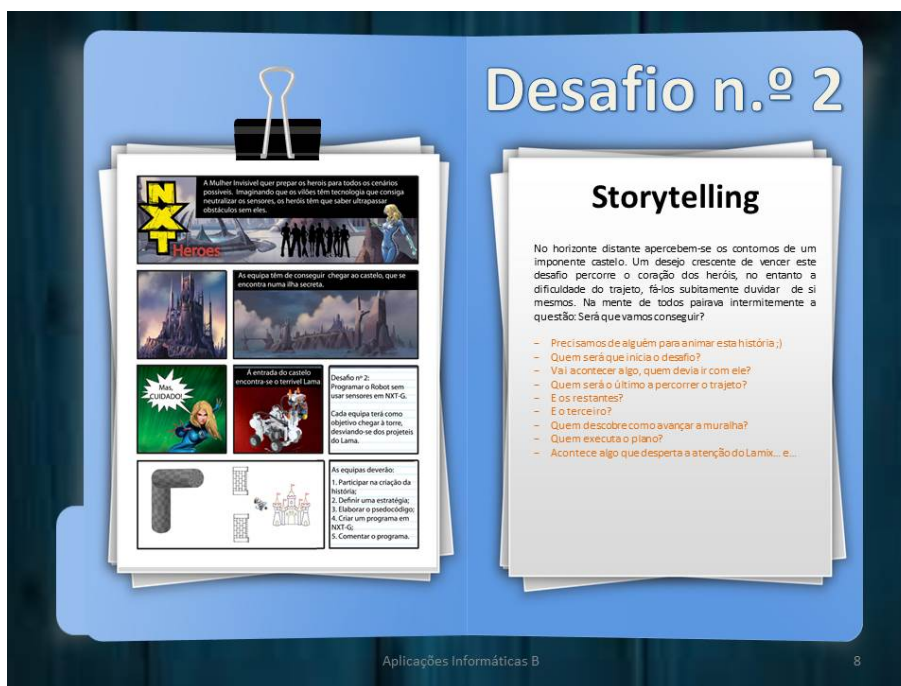 Desafio n.º 2
NXT
Heroes
A Mulher Invisivel quer prepar os herois para todos os cenários
possíveis. Imaginando que os vilões têm tecnologia que consiga
neutralizar os sensores, os heróis têm que saber ultrapassar
obstáculos sem eles.
As equipa têm de conseguir chegar ao castelo, que se
encontra numa ilha secreta.
Mas,
CUIDADO!
À entrada do castelo
encontra-se o terrivel Lama
Desafio nº 2:
Programar o Robot sem
usar sensores em NXT-G.
Cada equipa terá como
objetivo chegar à torre,
desviando-se dos projeteis
do Lama.
As equipas deverão:
1. Participar na criação da
história;
2. Definir uma estratégia;
3. Elaborar o psedocódigo;
4. Criar um programa em
NXT-G;
5. Comentar o programa.
Storytelling
No horizonte distante apercebem-se os contornos de um
imponente castelo. Um desejo crescente de vencer este
desafio percorre o coração dos heróis, no entanto a
dificuldade do trajeto, fá-los subitamente duvidar de si
mesmos. Na mente de todos pairava intermitemente a
questão: Será que vamos conseguir?
– Precisamos de alguém para animar esta história ;)
– Quem será que inicia o desafio?
– Vai acontecer algo, quem devia ir com ele?
– Quem será o último a percorrer o trajeto?
– E os restantes?
– E o terceiro?
– Quem descobre como avançar a muralha?
– Quem executa o plano?
– Acontece algo que desperta a atenção do Lamix... e...
Aplicações Informáticas B
8